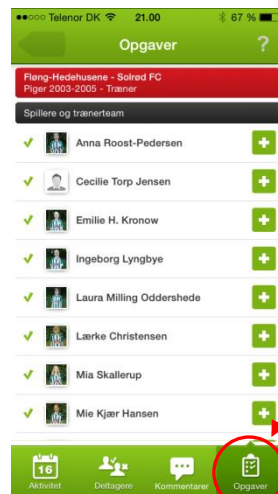 Telenor DK 21.00 67 %
Opgaver ?
Fløng-Hedehusene - Solrød FC
Piger 2003-2005 - Træner
Spillere og trænerteam
Anna Roost-Pedersen
Cecilie Torp Jensen
Emilie H. Kronow
Ingeborg Lyngbye
Laura Milling Oddershede
Lærke Christensen
Mia Skallerup
Mie Kjær Hansen
16
Aktivitet Deltagere Kommentarer Opgaver